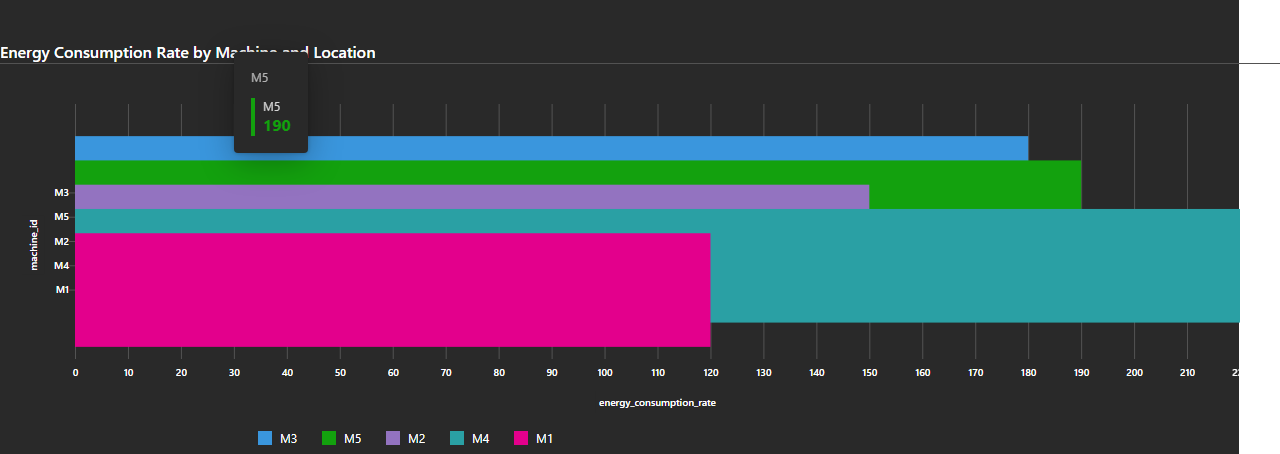 Energy Consumption Rate by Machine and Location
M5
M5
190
M3
M5
M2
M4
M1
machine_id
0 10 20 30 40 50 60 70 80 90 100 110 120 130 140 150 160 170 180 190 200 210
energy_consumption_rate
M3 M5 M2 M4 M1